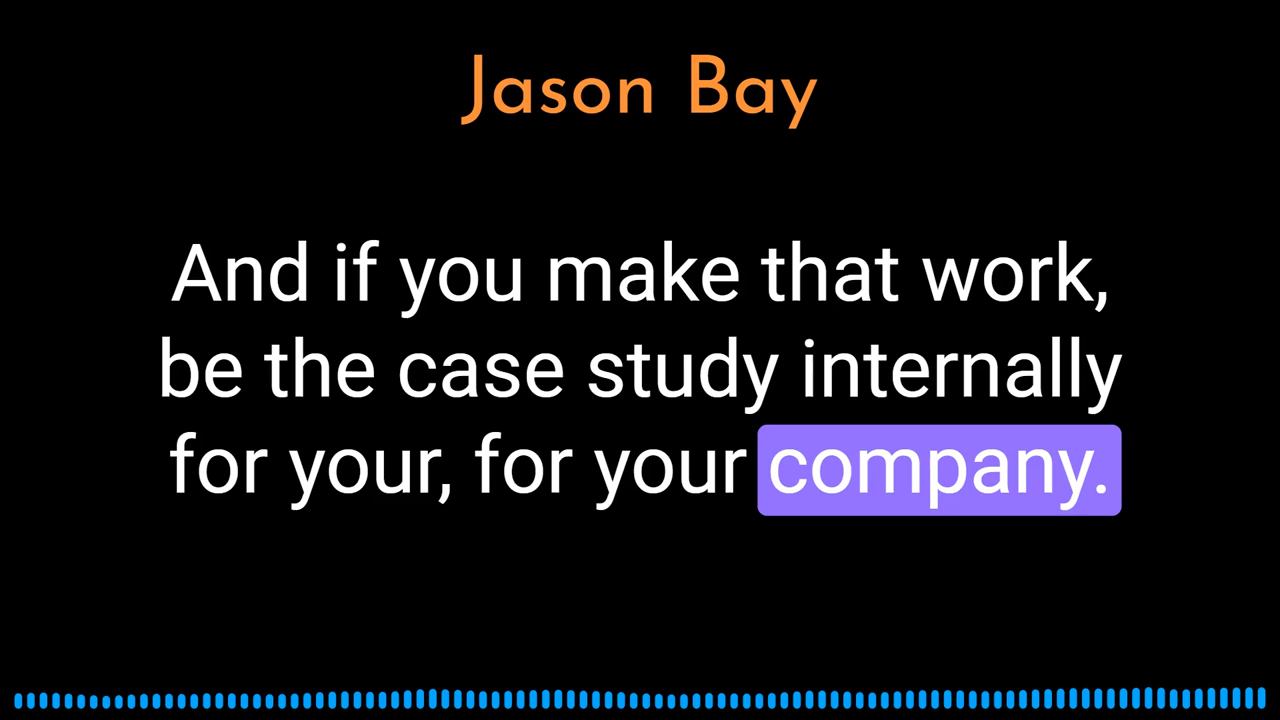 Jason Bay
And if you make that work,
be the case study internally
for your, for your company.